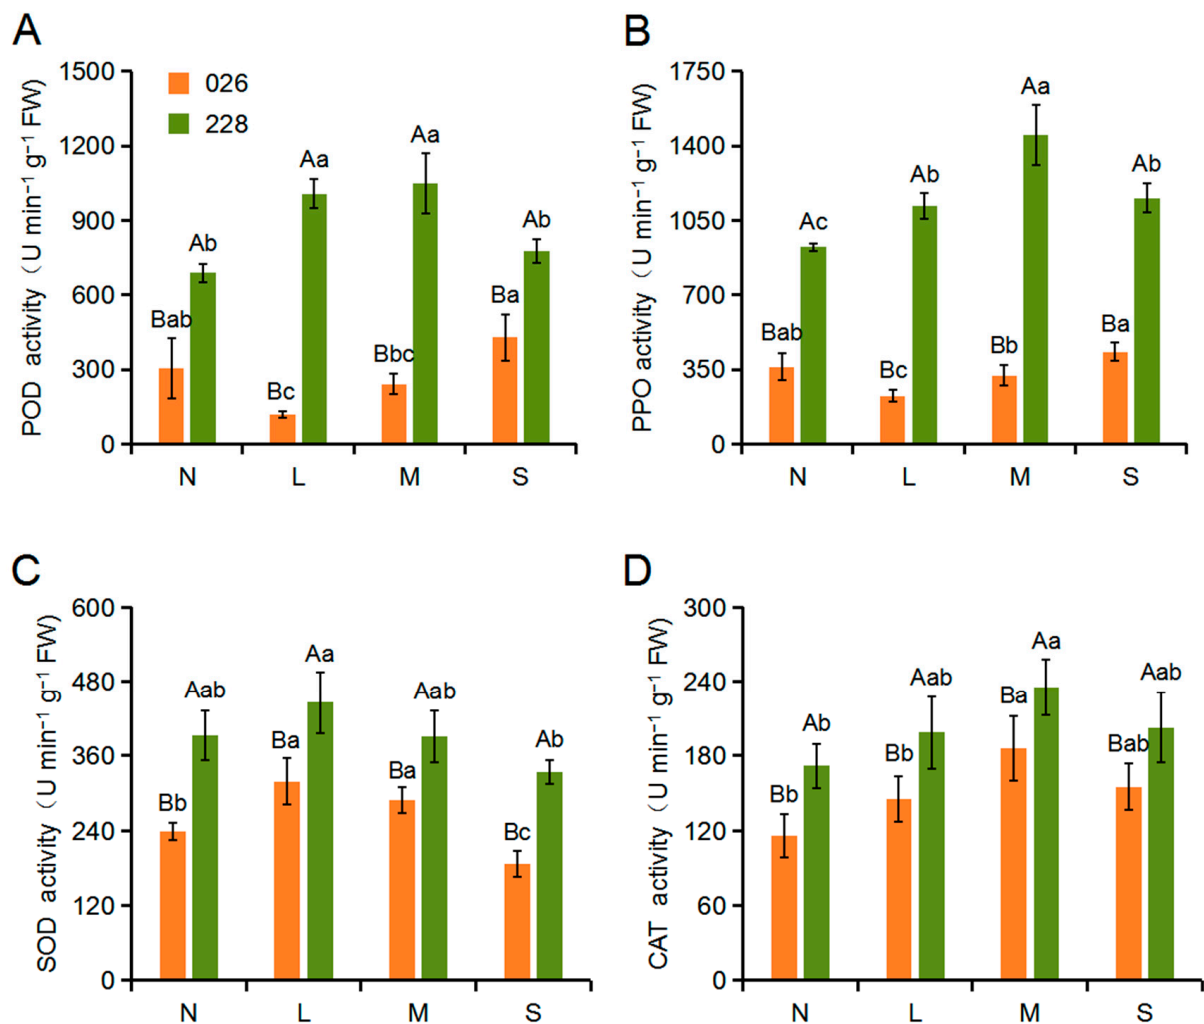 A
POD activity（U min⁻¹ g⁻¹ FW)
1500
1200
900
600
300
0
026
228
Bab
Ab
Bc
Aa
Bbc
Aa
Ba
Ab
N L M S
B
PPO activity（U min⁻¹ g⁻¹ FW)
1750
1400
1050
700
350
0
Bab
Ac
Bc
Ab
Bb
Aa
Ba
Ab
N L M S
C
SOD activity（U min⁻¹ g⁻¹ FW)
600
480
360
240
120
0
Bb
Aab
Ba
Aa
Ba
Aab
Bc
Ab
N L M S
D
CAT activity（U min⁻¹ g⁻¹ FW)
300
240
180
120
60
0
Bb
Ab
Bb
Aab
Ba
Aa
Bab
Aab
N L M S